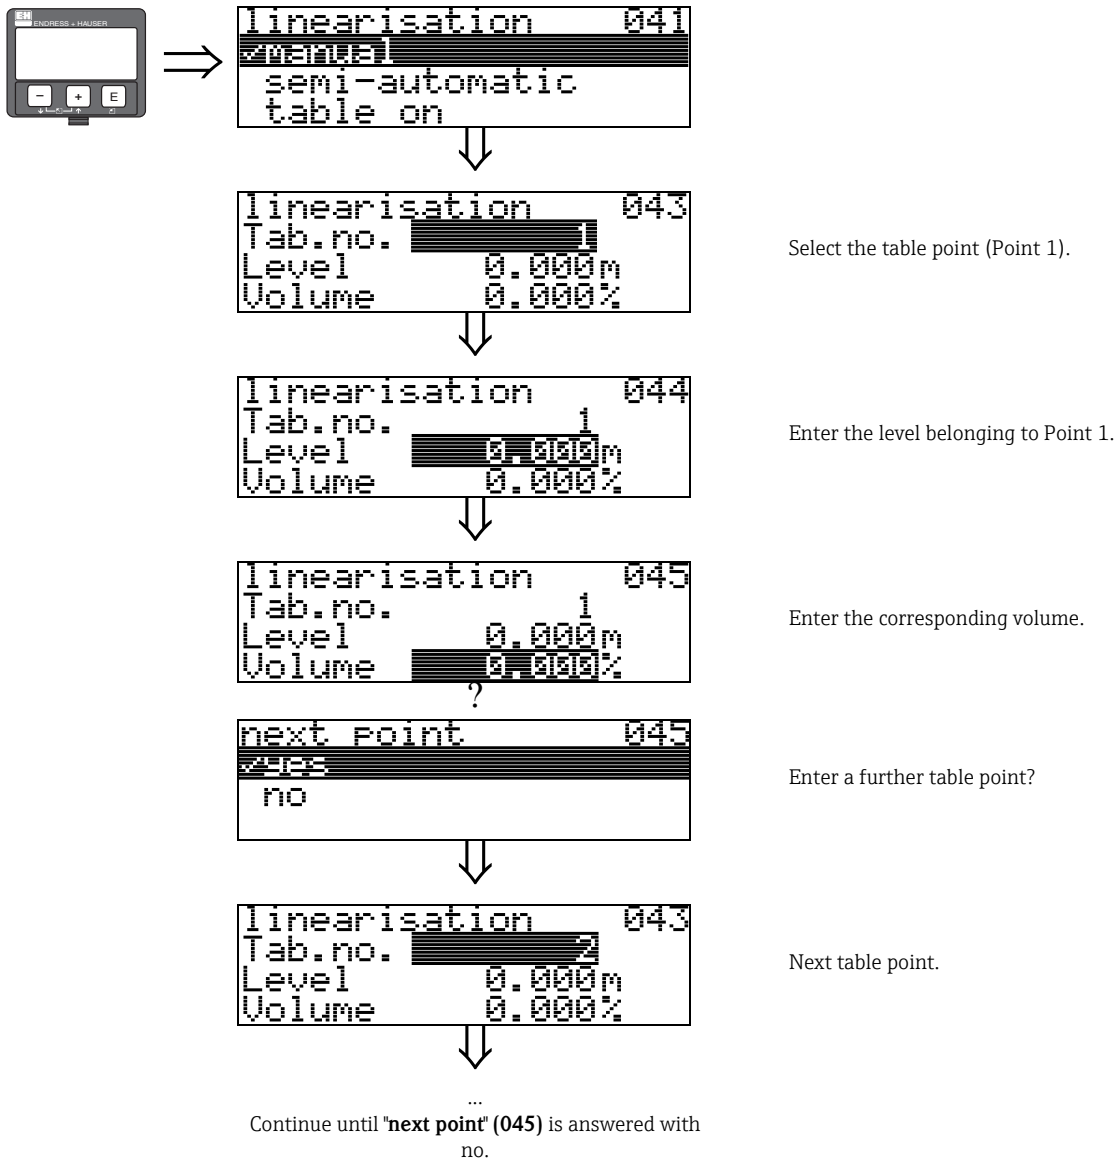 EH
ENDRESS + HAUSER
- + E
linearisation 041
✓manual
semi-automatic
table on
linearisation 043
Tab.no. 1
Level 0.000m
Volume 0.000%
Select the table point (Point 1).
linearisation 044
Tab.no. 1
Level 0.000m
Volume 0.000%
Enter the level belonging to Point 1.
linearisation 045
Tab.no. 1
Level 0.000m
Volume 0.000%
Enter the corresponding volume.
?
next point 045
✓yes
no
Enter a further table point?
linearisation 043
Tab.no. 2
Level 0.000m
Volume 0.000%
Next table point.
...
Continue until "next point" (045) is answered with
no.